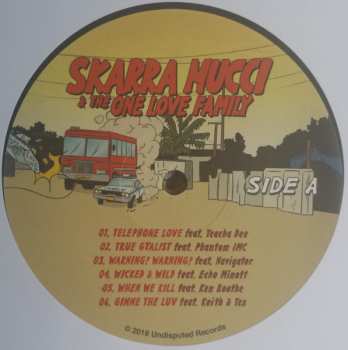 SKARRA MUCCI
& THE ONE LOVE FAMILY
SIDE A
01. TELEPHONE LOVE feat. Teacha Dee
02. TRUE STALIST feat. Phantom IMC
03. WARNING! WARNING! feat. Navigator
04. WICKED & WILD feat. Echo Minott
05. WHEN WE KILL feat. Ken Boothe
06. GIMME THE LUV feat. Keith & Tex
© 2018 Undisputed Records